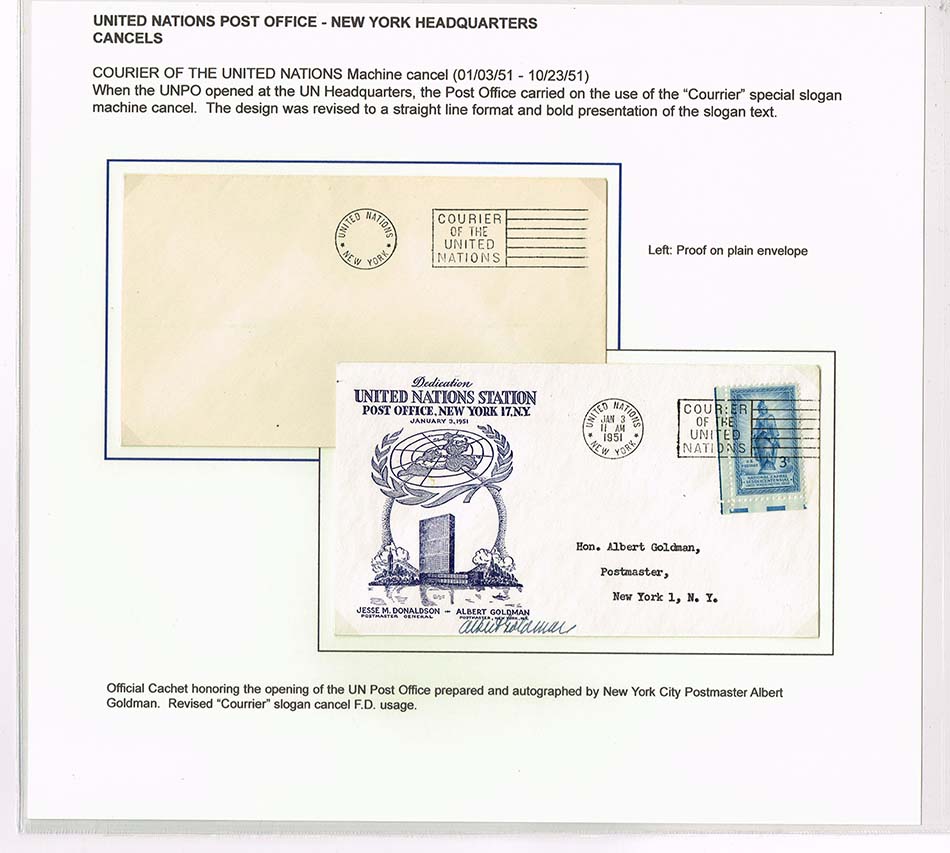 UNITED NATIONS POST OFFICE - NEW YORK HEADQUARTERS
CANCELS
COURIER OF THE UNITED NATIONS Machine cancel (01/03/51 - 10/23/51)
When the UNPO opened at the UN Headquarters, the Post Office carried on the use of the “Courrier” special slogan
machine cancel. The design was revised to a straight line format and bold presentation of the slogan text.
UNITED NATIONS
★ NEW YORK ★
COURIER
OF THE
UNITED
NATIONS
Left: Proof on plain envelope
Dedication
UNITED NATIONS STATION
POST OFFICE, NEW YORK 17, N.Y.
JANUARY 3, 1951
UNITED NATIONS
JAN 3
11 AM
1951
★ NEW YORK ★
COURIER
OF THE
UNITED
NATIONS
U.S. POSTAGE
3¢
NATIONAL CAPITAL
SESQUICENTENNIAL
Hon. Albert Goldman,
Postmaster,
New York 1, N. Y.
JESSE M. DONALDSON - ALBERT GOLDMAN
POSTMASTER GENERAL POSTMASTER, NEW YORK, N.Y.
Albert Goldman
Official Cachet honoring the opening of the UN Post Office prepared and autographed by New York City Postmaster Albert
Goldman. Revised “Courrier” slogan cancel F.D. usage.